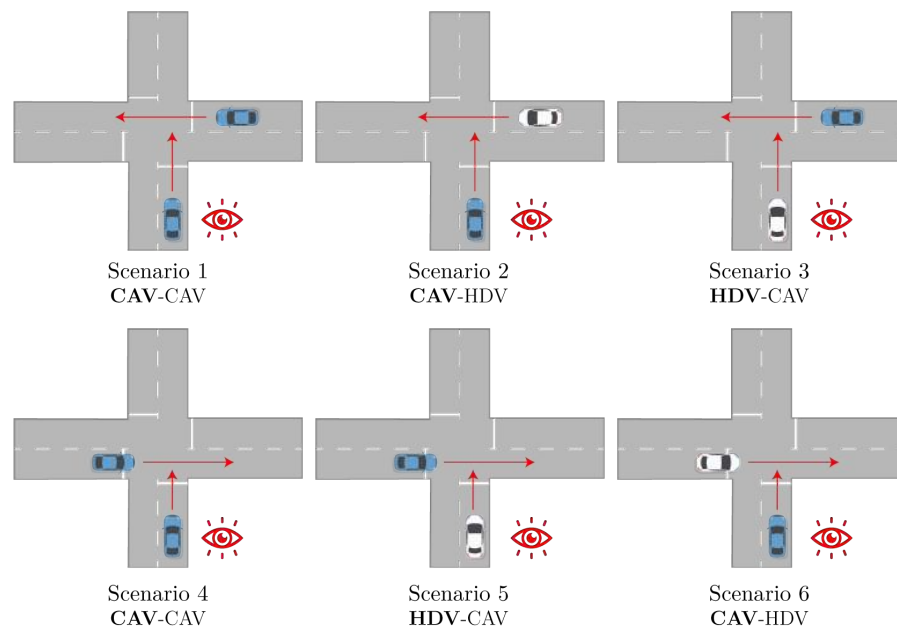 Scenario 1
CAV-CAV
Scenario 2
CAV-HDV
Scenario 3
HDV-CAV
Scenario 4
CAV-CAV
Scenario 5
HDV-CAV
Scenario 6
CAV-HDV